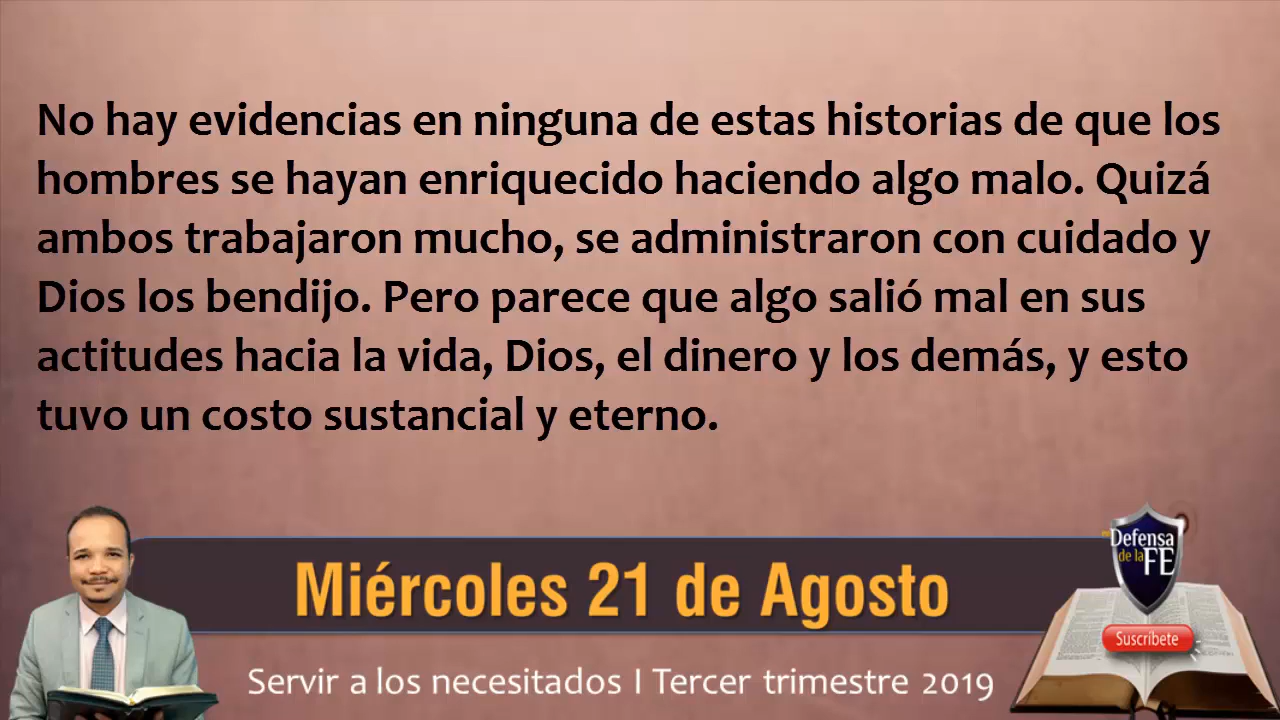 No hay evidencias en ninguna de estas historias de que los
hombres se hayan enriquecido haciendo algo malo. Quizá
ambos trabajaron mucho, se administraron con cuidado y
Dios los bendijo. Pero parece que algo salió mal en sus
actitudes hacia la vida, Dios, el dinero y los demás, y esto
tuvo un costo sustancial y eterno.
Defensa
de la FE
Miércoles 21 de Agosto
Suscríbete
Servir a los necesitados I Tercer trimestre 2019